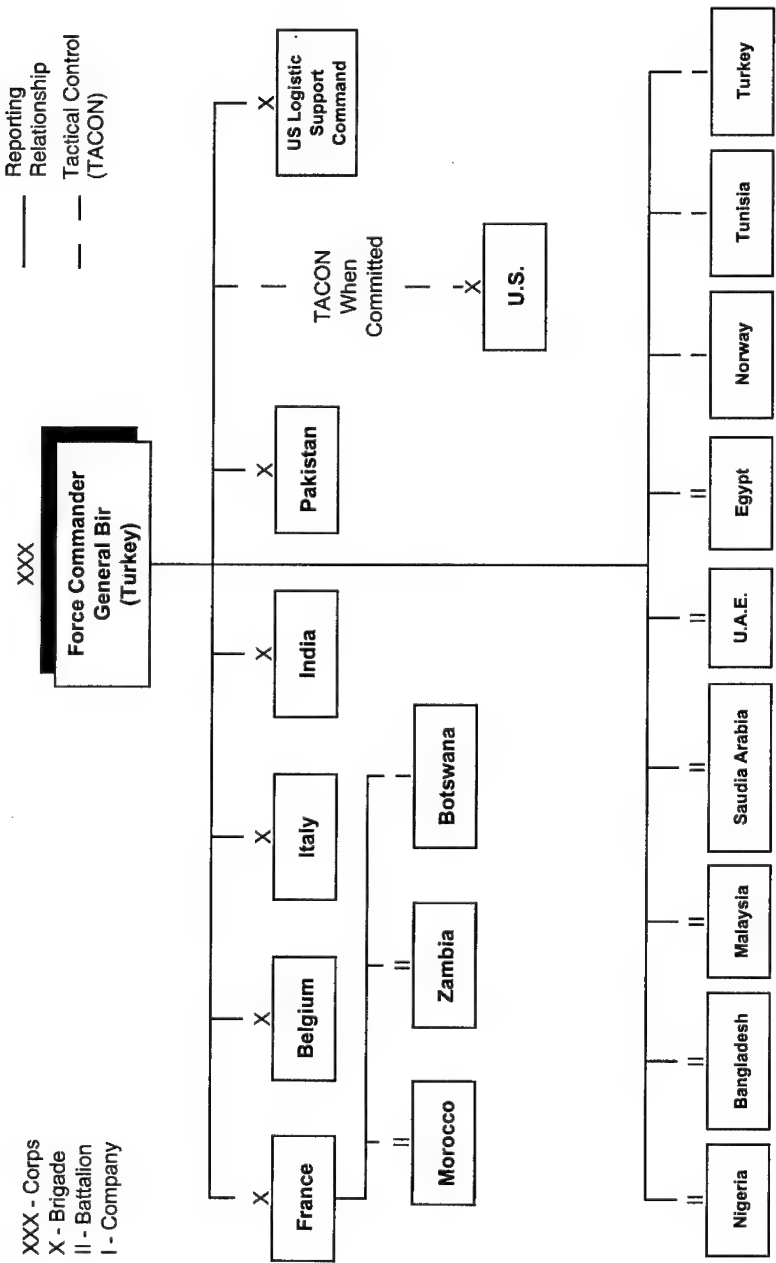 XXX - Corps
X - Brigade
II - Battalion
I - Company
XXX
Force Commander
General Bir
(Turkey)
Reporting
Relationship
Tactical Control
(TACON)
X
France
X
Belgium
X
Italy
X
India
X
Pakistan
TACON
When
Committed
X
U.S.
X
US Logistic
Support
Command
II
Morocco
II
Zambia
I
Botswana
II
Nigeria
II
Bangladesh
II
Malaysia
II
Saudia Arabia
II
U.A.E.
II
Egypt
I
Norway
I
Tunisia
I
Turkey